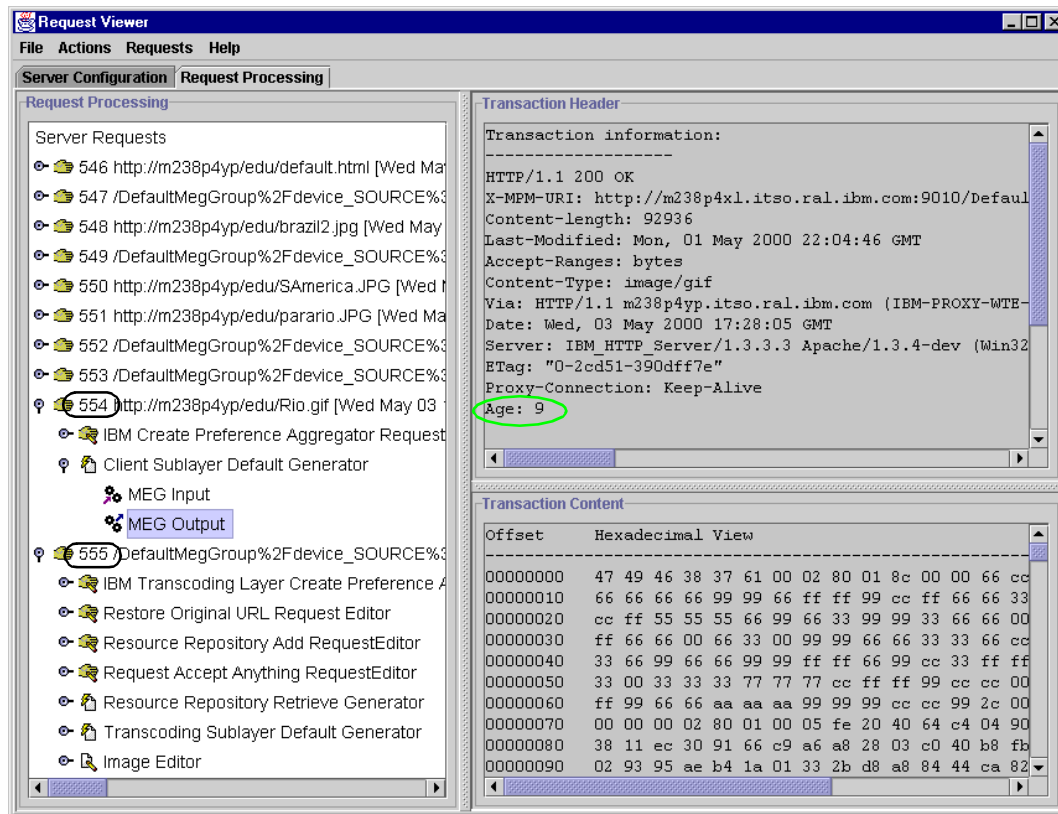 Request Viewer
File Actions Requests Help
Server Configuration Request Processing
Request Processing
Server Requests
546 http://m238p4yp/edu/default.html [Wed Ma
547 /DefaultMegGroup%2Fdevice_SOURCE%3
548 http://m238p4yp/edu/brazil2.jpg [Wed May
549 /DefaultMegGroup%2Fdevice_SOURCE%3
550 http://m238p4yp/edu/SAmerica.JPG [Wed
551 http://m238p4yp/edu/parario.JPG [Wed Ma
552 /DefaultMegGroup%2Fdevice_SOURCE%3
553 /DefaultMegGroup%2Fdevice_SOURCE%3
554 http://m238p4yp/edu/Rio.gif [Wed May 03
IBM Create Preference Aggregator Request
Client Sublayer Default Generator
MEG Input
MEG Output
555 /DefaultMegGroup%2Fdevice_SOURCE%3
IBM Transcoding Layer Create Preference A
Restore Original URL Request Editor
Resource Repository Add RequestEditor
Request Accept Anything RequestEditor
Resource Repository Retrieve Generator
Transcoding Sublayer Default Generator
Image Editor
Transaction Header
Transaction information:
-------------------
HTTP/1.1 200 OK
X-MPM-URI: http://m238p4xl.itso.ral.ibm.com:9010/Defaul
Content-length: 92936
Last-Modified: Mon, 01 May 2000 22:04:46 GMT
Accept-Ranges: bytes
Content-Type: image/gif
Via: HTTP/1.1 m238p4yp.itso.ral.ibm.com (IBM-PROXY-WTE-
Date: Wed, 03 May 2000 17:28:05 GMT
Server: IBM_HTTP_Server/1.3.3.3 Apache/1.3.4-dev (Win32
ETag: "0-2cd51-390dff7e"
Proxy-Connection: Keep-Alive
Age: 9
Transaction Content
Offset Hexadecimal View
00000000 47 49 46 38 37 61 00 02 80 01 8c 00 00 66 cc
00000010 66 66 66 66 99 99 66 ff ff 99 cc ff 66 66 33
00000020 cc ff 55 55 55 66 99 66 33 99 99 33 66 66 00
00000030 ff 66 66 00 66 33 00 99 99 66 66 33 33 66 cc
00000040 33 66 99 66 66 99 99 ff ff 66 99 cc 33 ff ff
00000050 33 00 33 33 33 77 77 77 cc ff ff 99 cc cc 00
00000060 ff 99 66 66 aa aa aa 99 99 99 cc cc 99 2c 00
00000070 00 00 00 02 80 01 00 05 fe 20 40 64 c4 04 90
00000080 38 11 ec 30 91 66 c9 a6 a8 28 03 c0 40 b8 fb
00000090 02 93 95 ae b4 1a 01 33 2b d8 a8 84 44 ca 82